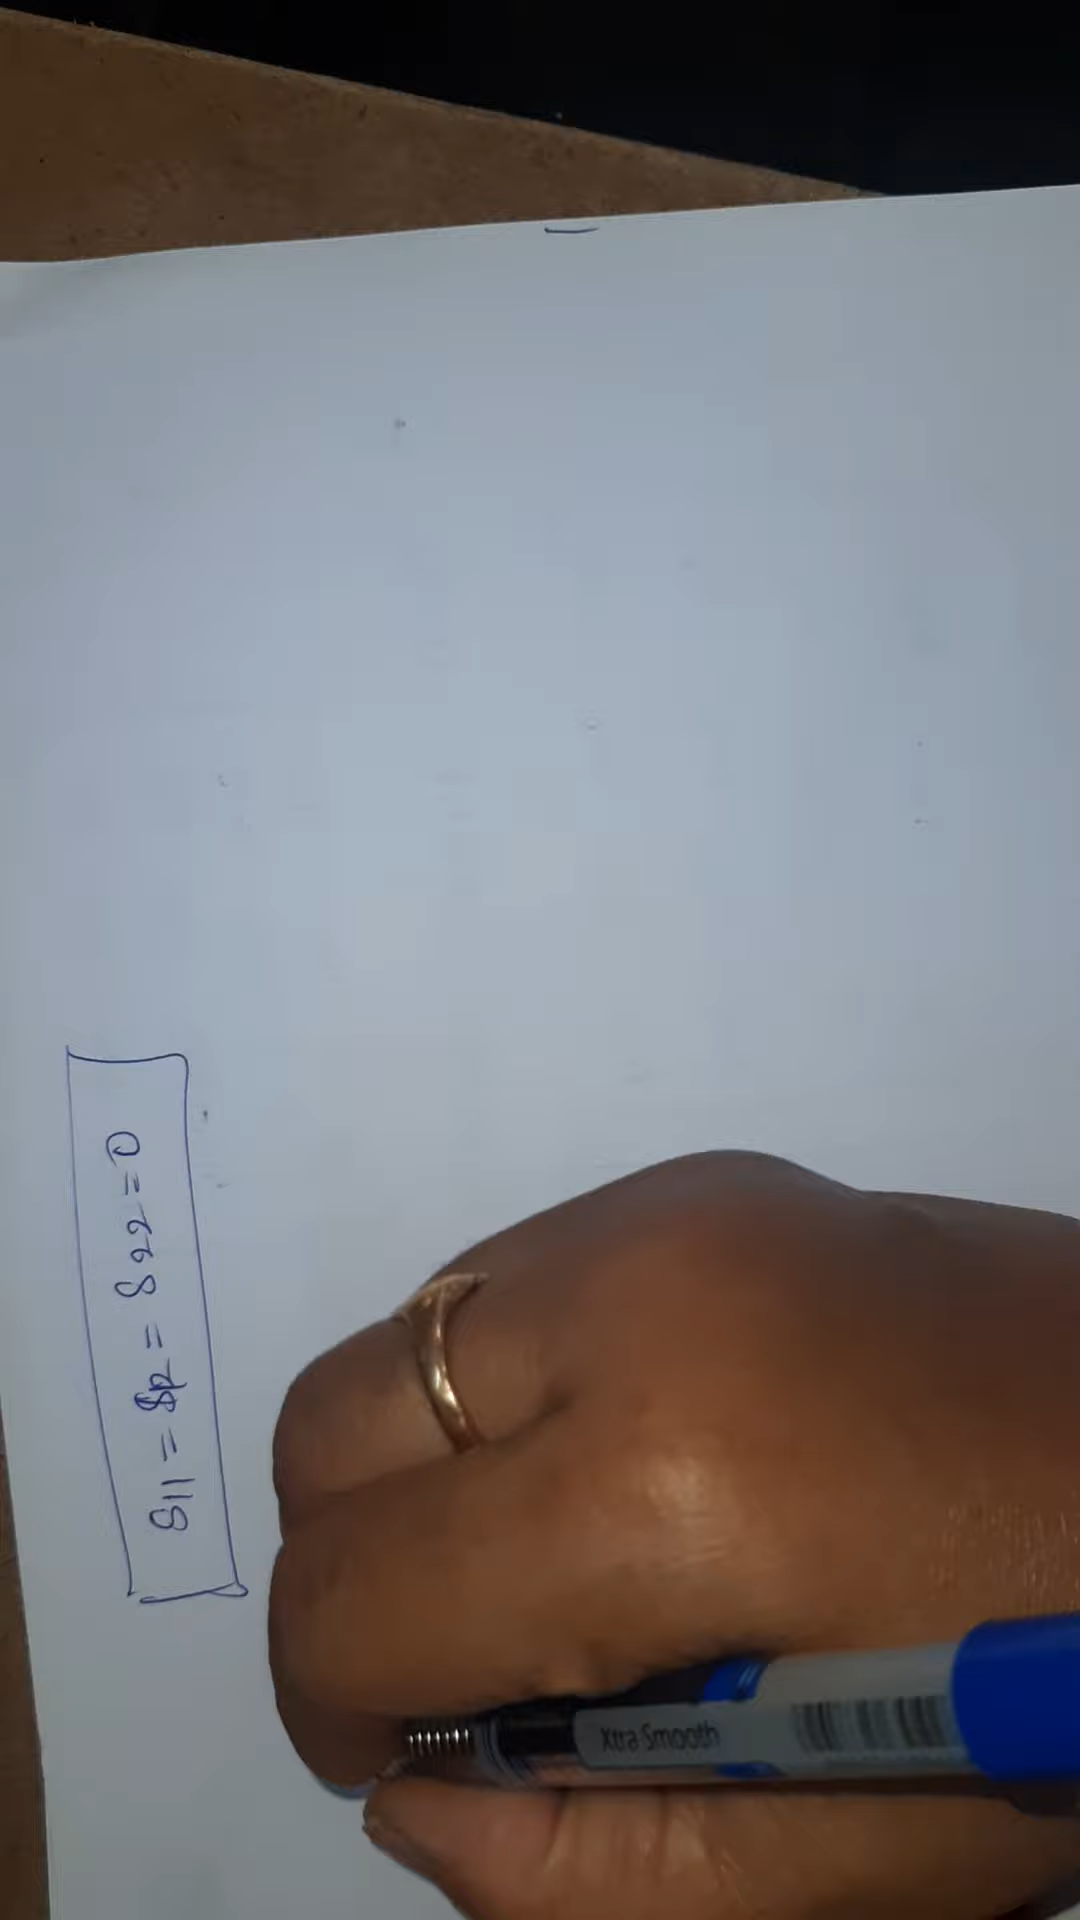 S11 = S12 = S22 = 0
Xtra Smooth